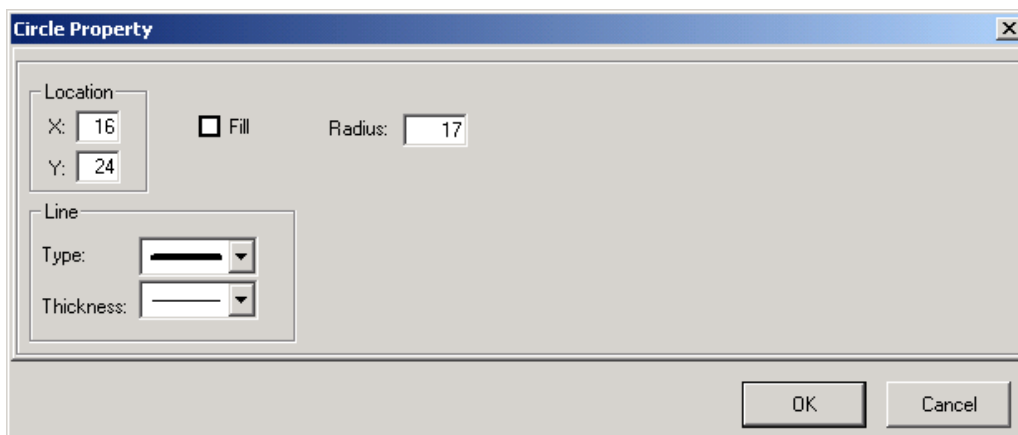 Circle Property
Location
X: 16
Fill
Radius: 17
Y: 24
Line
Type:
Thickness:
OK
Cancel